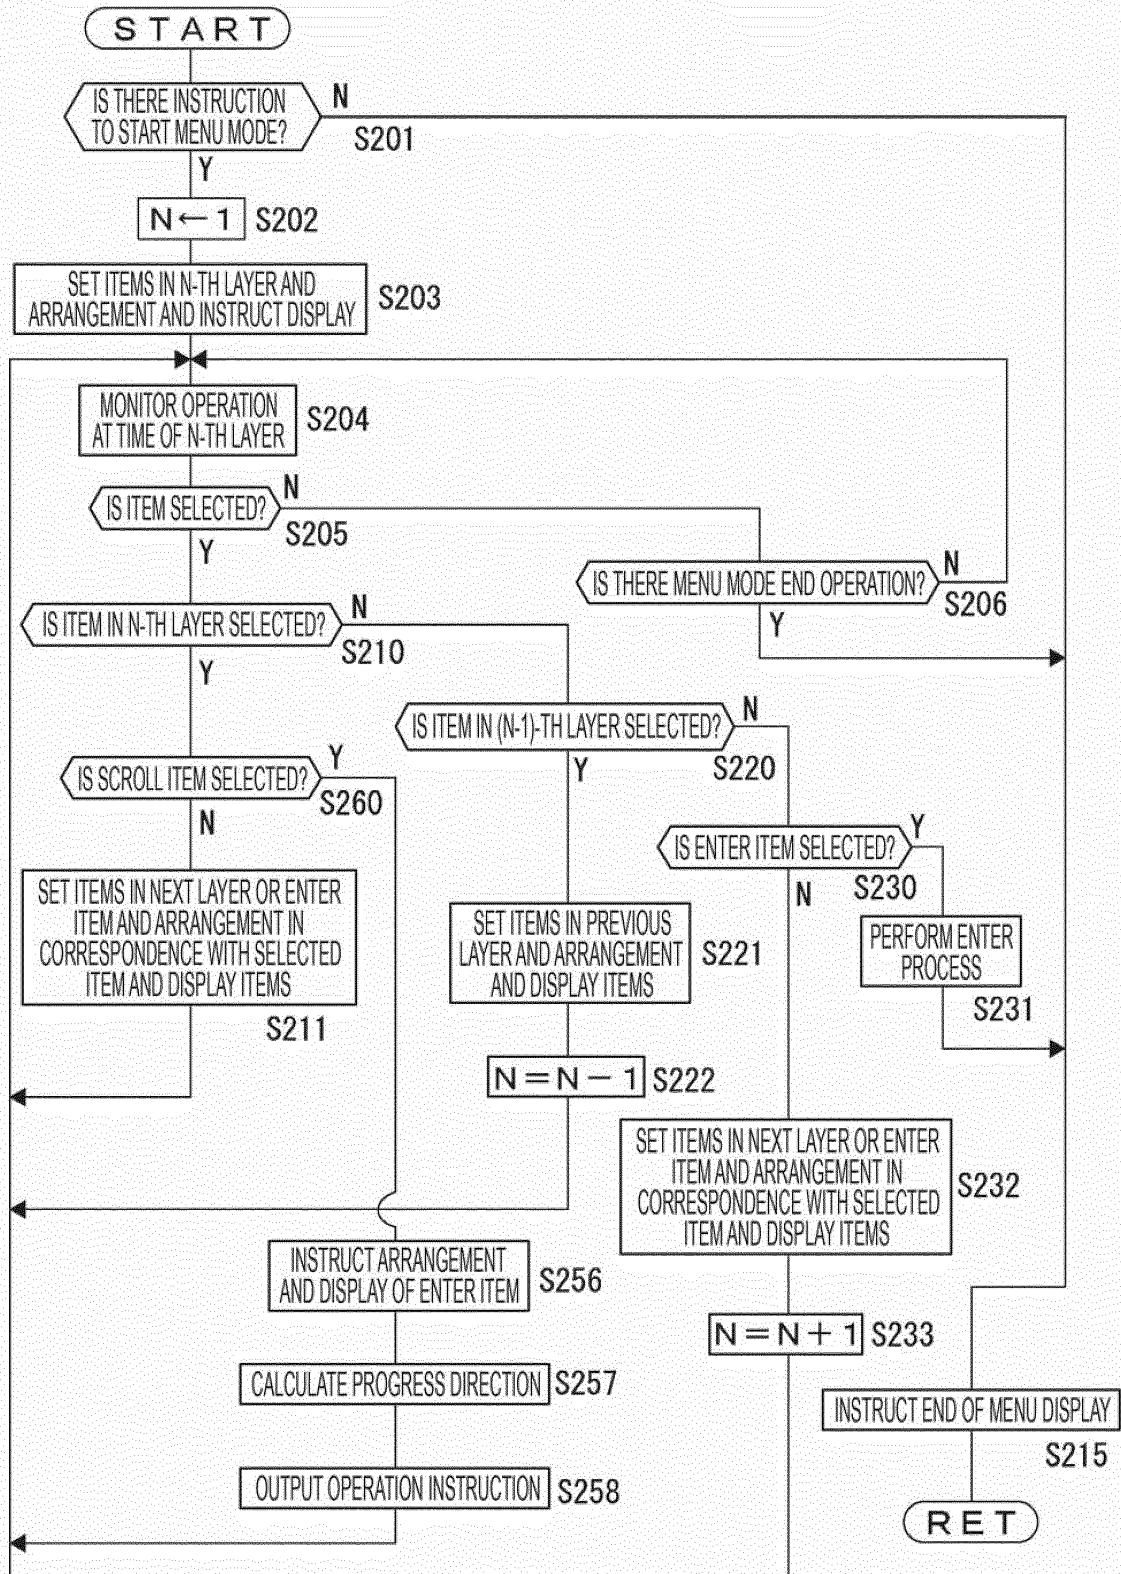 START
IS THERE INSTRUCTION
TO START MENU MODE?
N
S201
Y
N←1
S202
SET ITEMS IN N-TH LAYER AND
ARRANGEMENT AND INSTRUCT DISPLAY
S203
MONITOR OPERATION
AT TIME OF N-TH LAYER
S204
IS ITEM SELECTED?
N
S205
Y
IS THERE MENU MODE END OPERATION?
N
S206
Y
IS ITEM IN N-TH LAYER SELECTED?
N
S210
Y
IS ITEM IN (N-1)-TH LAYER SELECTED?
N
S220
Y
IS SCROLL ITEM SELECTED?
Y
S260
N
IS ENTER ITEM SELECTED?
Y
S230
N
SET ITEMS IN NEXT LAYER OR ENTER
ITEM AND ARRANGEMENT IN
CORRESPONDENCE WITH SELECTED
ITEM AND DISPLAY ITEMS
S211
SET ITEMS IN PREVIOUS
LAYER AND ARRANGEMENT
AND DISPLAY ITEMS
S221
PERFORM ENTER
PROCESS
S231
N=N-1
S222
SET ITEMS IN NEXT LAYER OR ENTER
ITEM AND ARRANGEMENT IN
CORRESPONDENCE WITH SELECTED
ITEM AND DISPLAY ITEMS
S232
INSTRUCT ARRANGEMENT
AND DISPLAY OF ENTER ITEM
S256
N=N+1
S233
CALCULATE PROGRESS DIRECTION
S257
INSTRUCT END OF MENU DISPLAY
S215
OUTPUT OPERATION INSTRUCTION
S258
RET